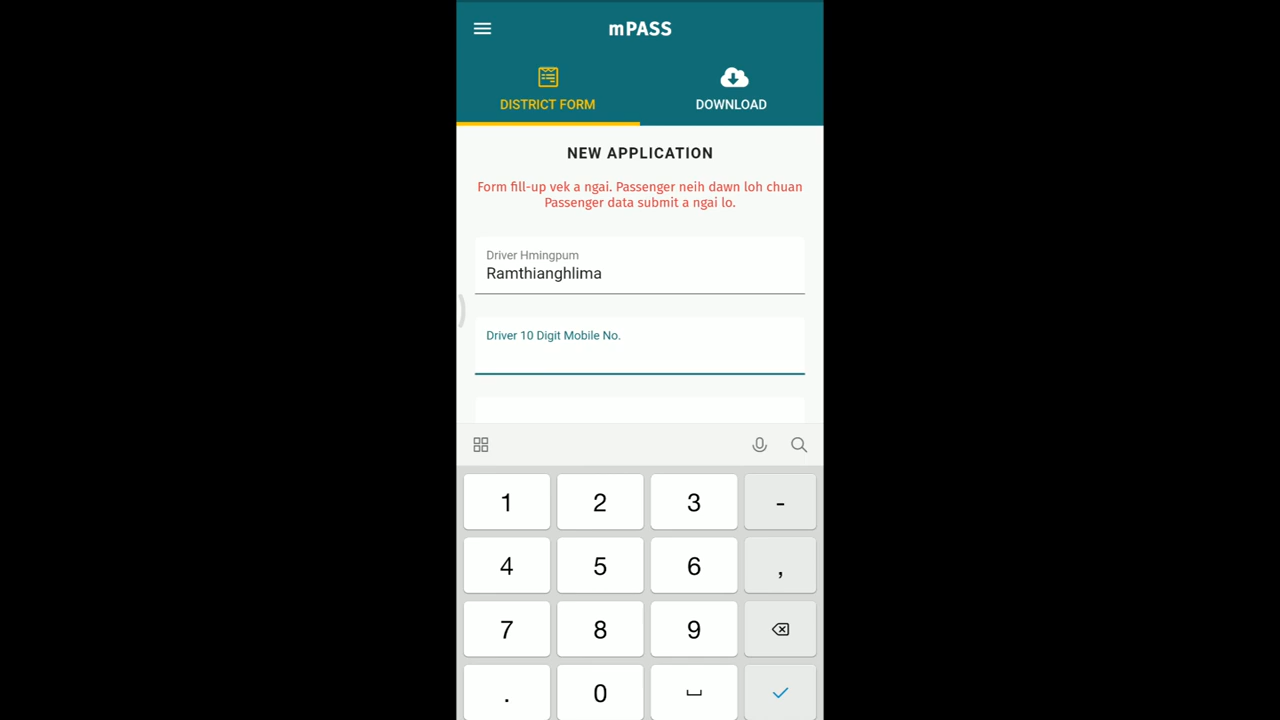 mPASS
DISTRICT FORM
DOWNLOAD
NEW APPLICATION
Form fill-up vek a ngai. Passenger neih dawn loh chuan
Passenger data submit a ngai lo.
Driver Hmingpum
Ramthianghlima
Driver 10 Digit Mobile No.
1 2 3 -
4 5 6 ,
7 8 9
. 0